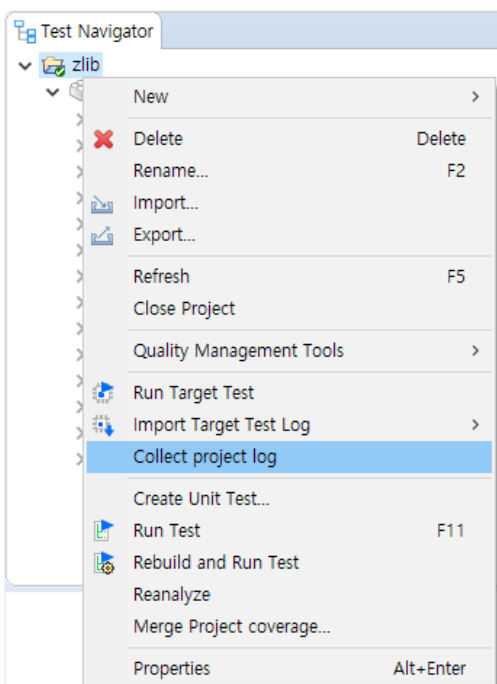 Test Navigator
zlib
New
Delete Delete
Rename... F2
Import...
Export...
Refresh F5
Close Project
Quality Management Tools
Run Target Test
Import Target Test Log
Collect project log
Create Unit Test...
Run Test F11
Rebuild and Run Test
Reanalyze
Merge Project coverage...
Properties Alt+Enter